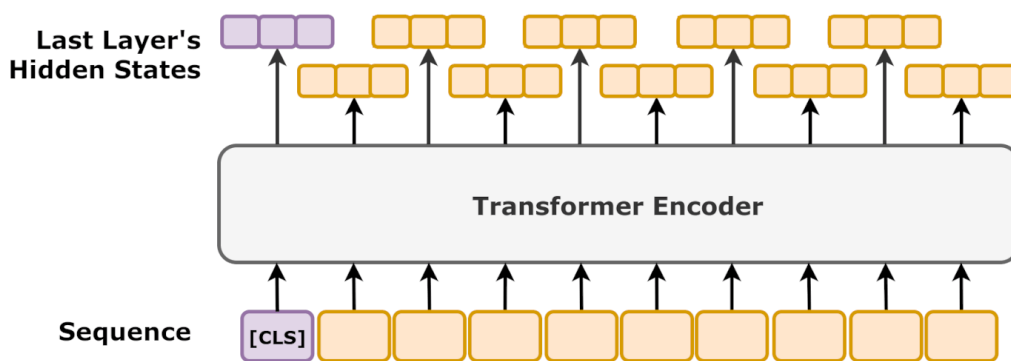 Last Layer's
Hidden States
Transformer Encoder
Sequence
[CLS]